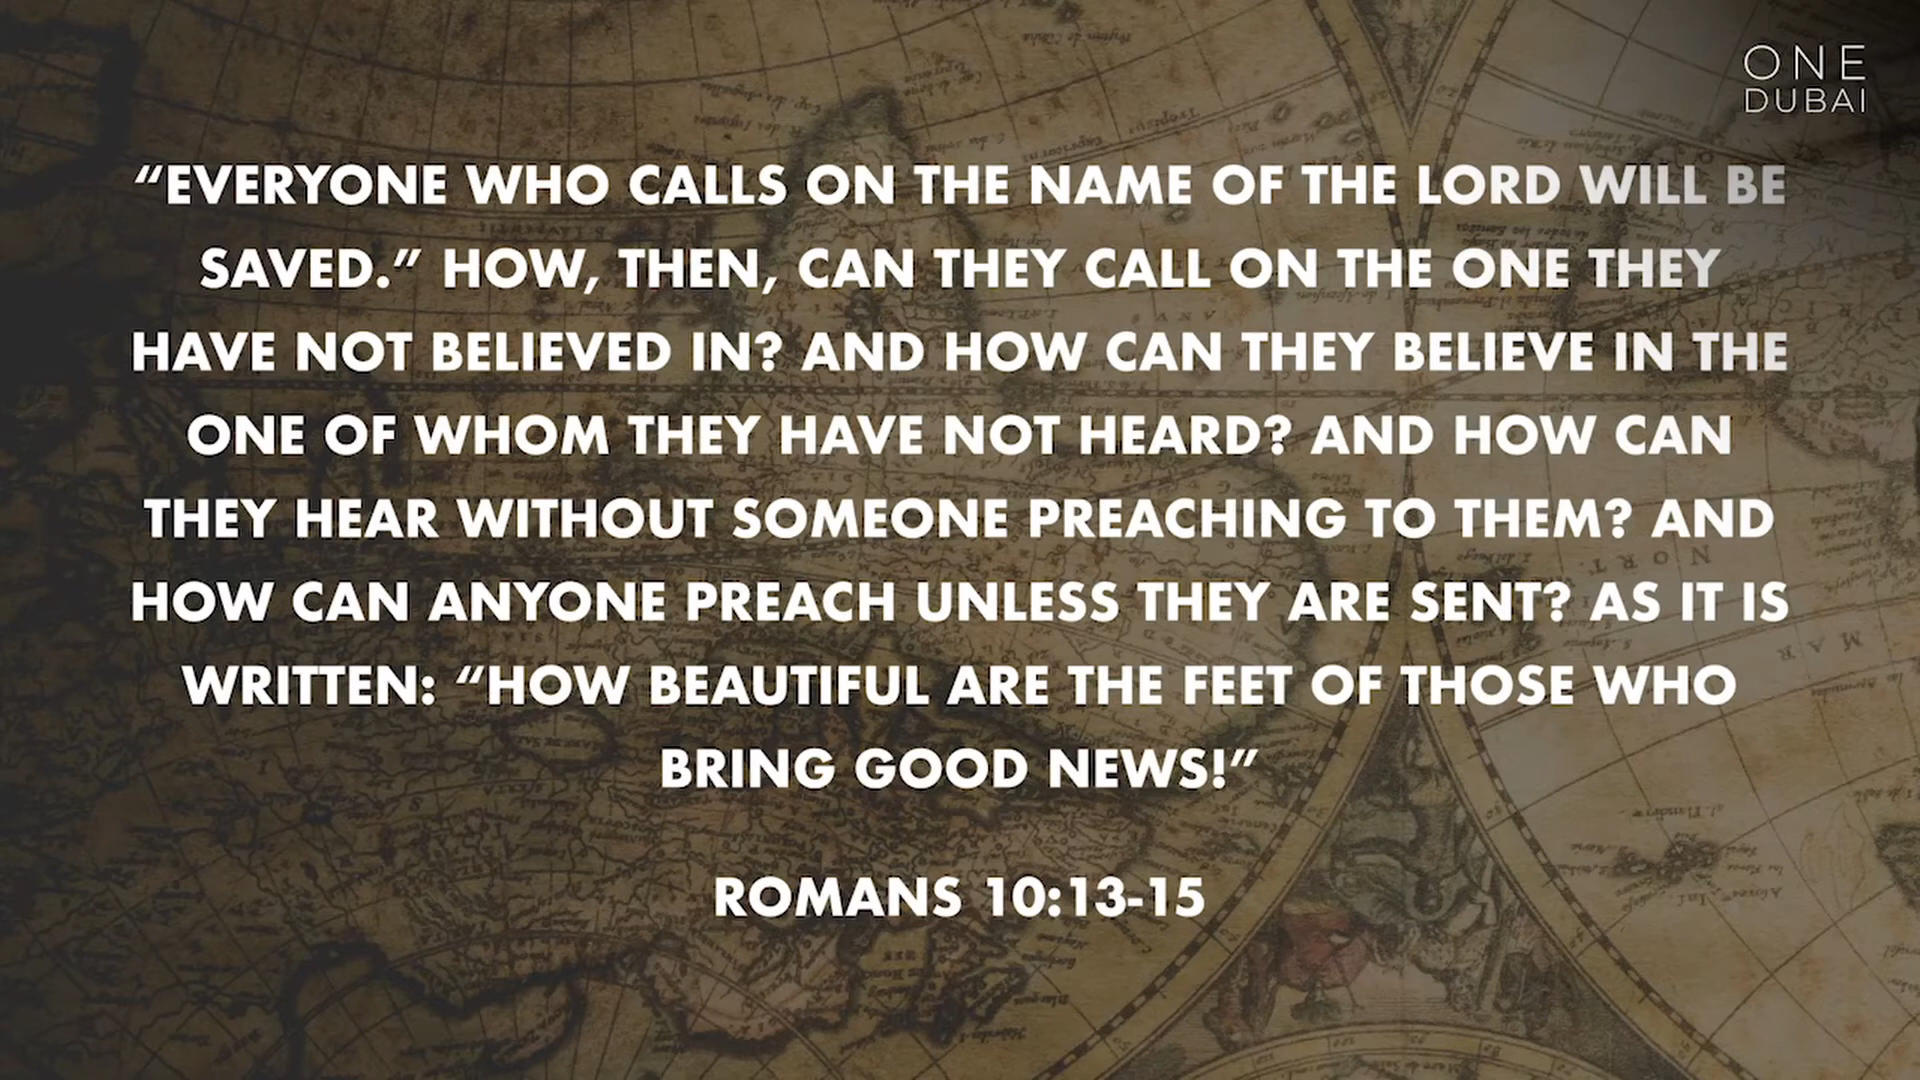 ONE
DUBAI
“EVERYONE WHO CALLS ON THE NAME OF THE LORD WILL BE
SAVED.” HOW, THEN, CAN THEY CALL ON THE ONE THEY
HAVE NOT BELIEVED IN? AND HOW CAN THEY BELIEVE IN THE
ONE OF WHOM THEY HAVE NOT HEARD? AND HOW CAN
THEY HEAR WITHOUT SOMEONE PREACHING TO THEM? AND
HOW CAN ANYONE PREACH UNLESS THEY ARE SENT? AS IT IS
WRITTEN: “HOW BEAUTIFUL ARE THE FEET OF THOSE WHO
BRING GOOD NEWS!”
ROMANS 10:13-15